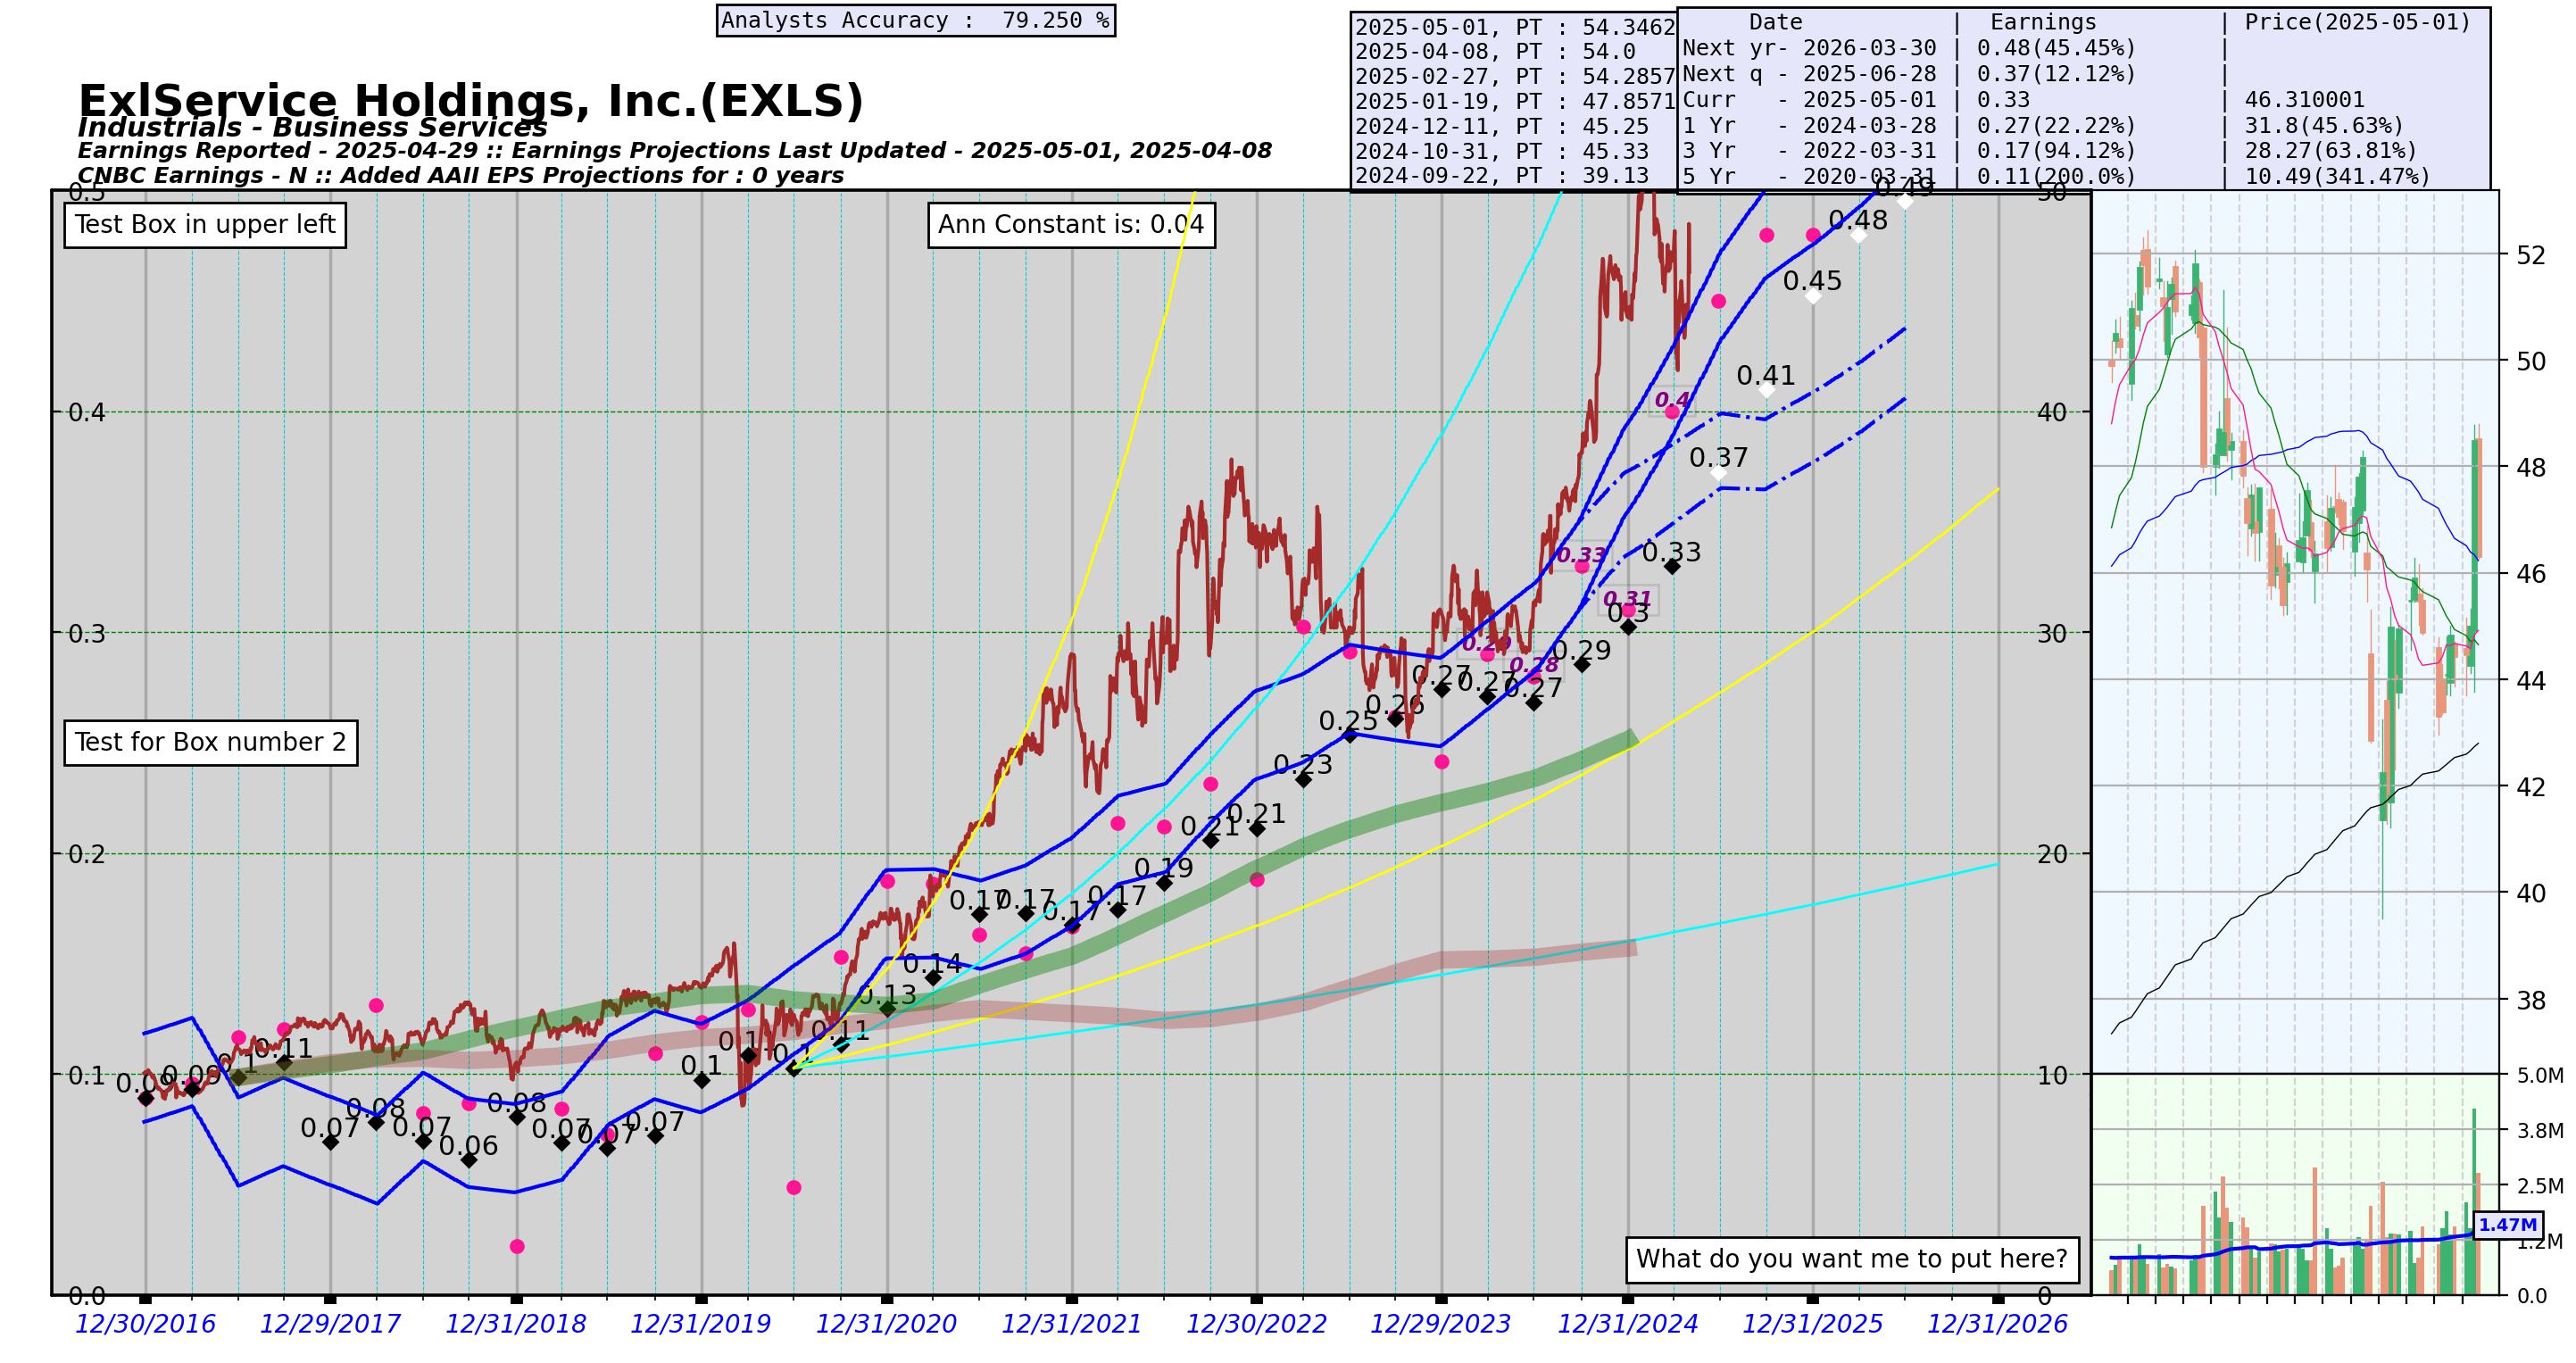 Analysts Accuracy :  79.250 %
2025-05-01, PT : 54.3462
2025-04-08, PT : 54.0
2025-02-27, PT : 54.2857
2025-01-19, PT : 47.8571
2024-12-11, PT : 45.25
2024-10-31, PT : 45.33
2024-09-22, PT : 39.13
Date | Earnings | Price(2025-05-01)
Next yr- 2026-03-30 | 0.48(45.45%) |
Next q - 2025-06-28 | 0.37(12.12%) |
Curr - 2025-05-01 | 0.33 | 46.310001
1 Yr - 2024-03-28 | 0.27(22.22%) | 31.8(45.63%)
3 Yr - 2022-03-31 | 0.17(94.12%) | 28.27(63.81%)
5 Yr - 2020-03-31 | 0.11(200.0%) | 10.49(341.47%)
ExlService Holdings, Inc.(EXLS)
Industrials - Business Services
Earnings Reported - 2025-04-29 :: Earnings Projections Last Updated - 2025-05-01, 2025-04-08
CNBC Earnings - N :: Added AAII EPS Projections for : 0 years
Test Box in upper left
Ann Constant is: 0.04
Test for Box number 2
What do you want me to put here?
0.5
0.4
0.3
0.2
0.1
0.0
0.09
0.11
0.07
0.08
0.07
0.06
0.08
0.07
0.07
0.07
0.1
0.1
0.11
0.13
0.14
0.17
0.17
0.17
0.17
0.19
0.21
0.21
0.23
0.25
0.26
0.27
0.27
0.27
0.29
0.3
0.33
0.37
0.41
0.45
0.48
0.49
0.29
0.28
0.33
0.31
0.4
50
40
30
20
10
0
52
50
48
46
44
42
40
38
5.0M
3.8M
2.5M
1.47M
1.2M
0.0
12/30/2016
12/29/2017
12/31/2018
12/31/2019
12/31/2020
12/31/2021
12/30/2022
12/29/2023
12/31/2024
12/31/2025
12/31/2026